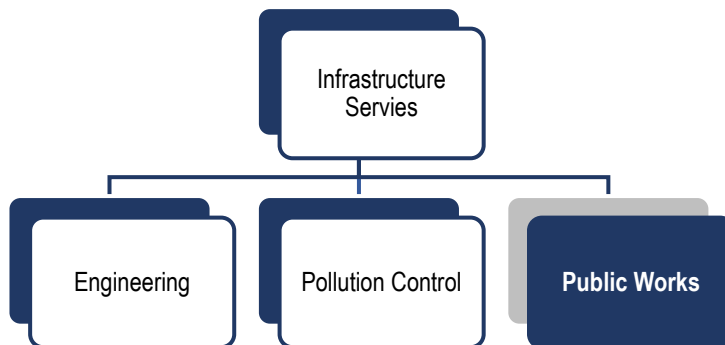 Infrastructure
Servies
Engineering
Pollution Control
Public Works